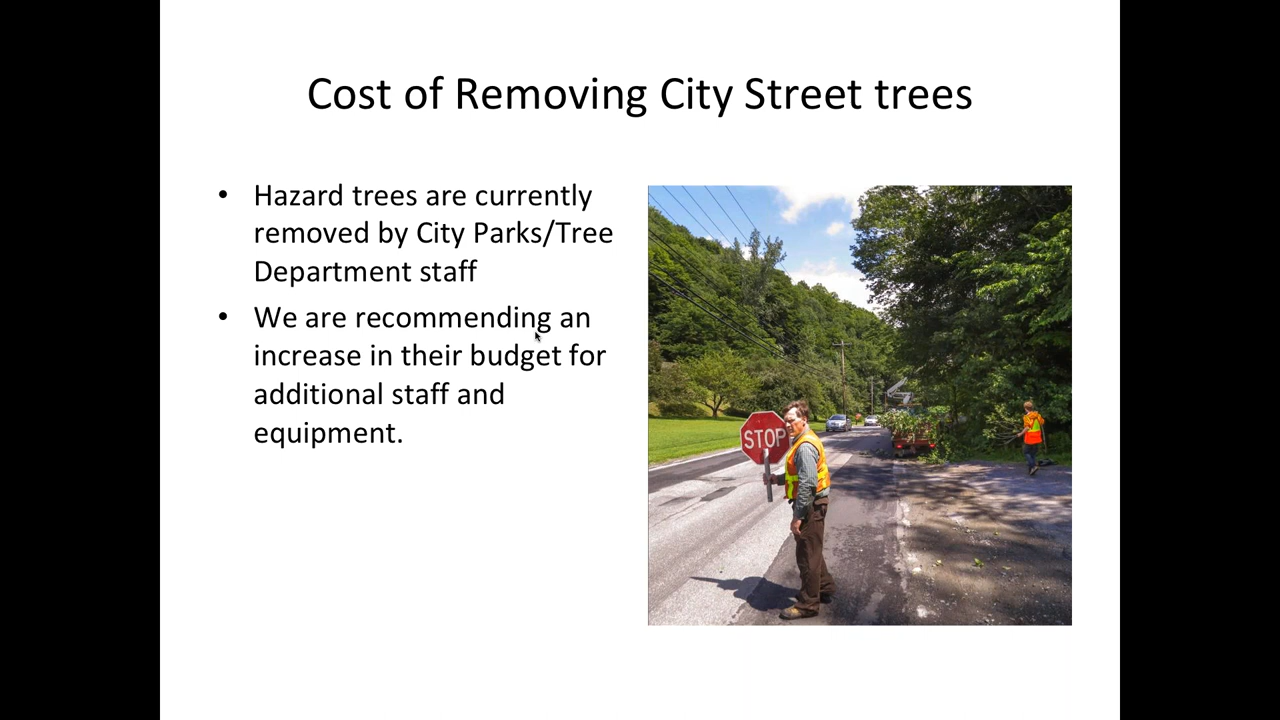 Cost of Removing City Street trees
• Hazard trees are currently
removed by City Parks/Tree
Department staff
• We are recommending an
increase in their budget for
additional staff and
equipment.
STOP